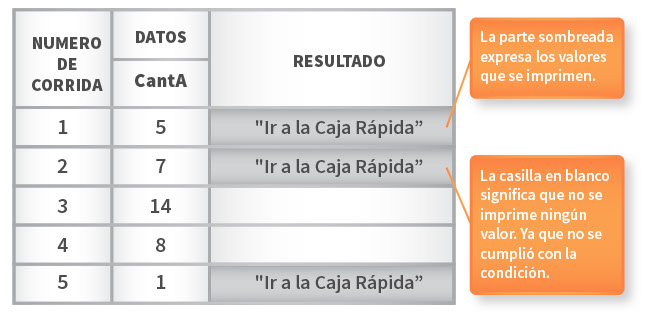 NUMERO
DE
CORRIDA
DATOS
CantA
RESULTADO
1 5 "Ir a la Caja Rápida”
2 7 "Ir a la Caja Rápida”
3 14
4 8
5 1 "Ir a la Caja Rápida”
La parte sombreada
expresa los valores
que se imprimen.
La casilla en blanco
significa que no se
imprime ningún
valor. Ya que no se
cumplió con la
condición.